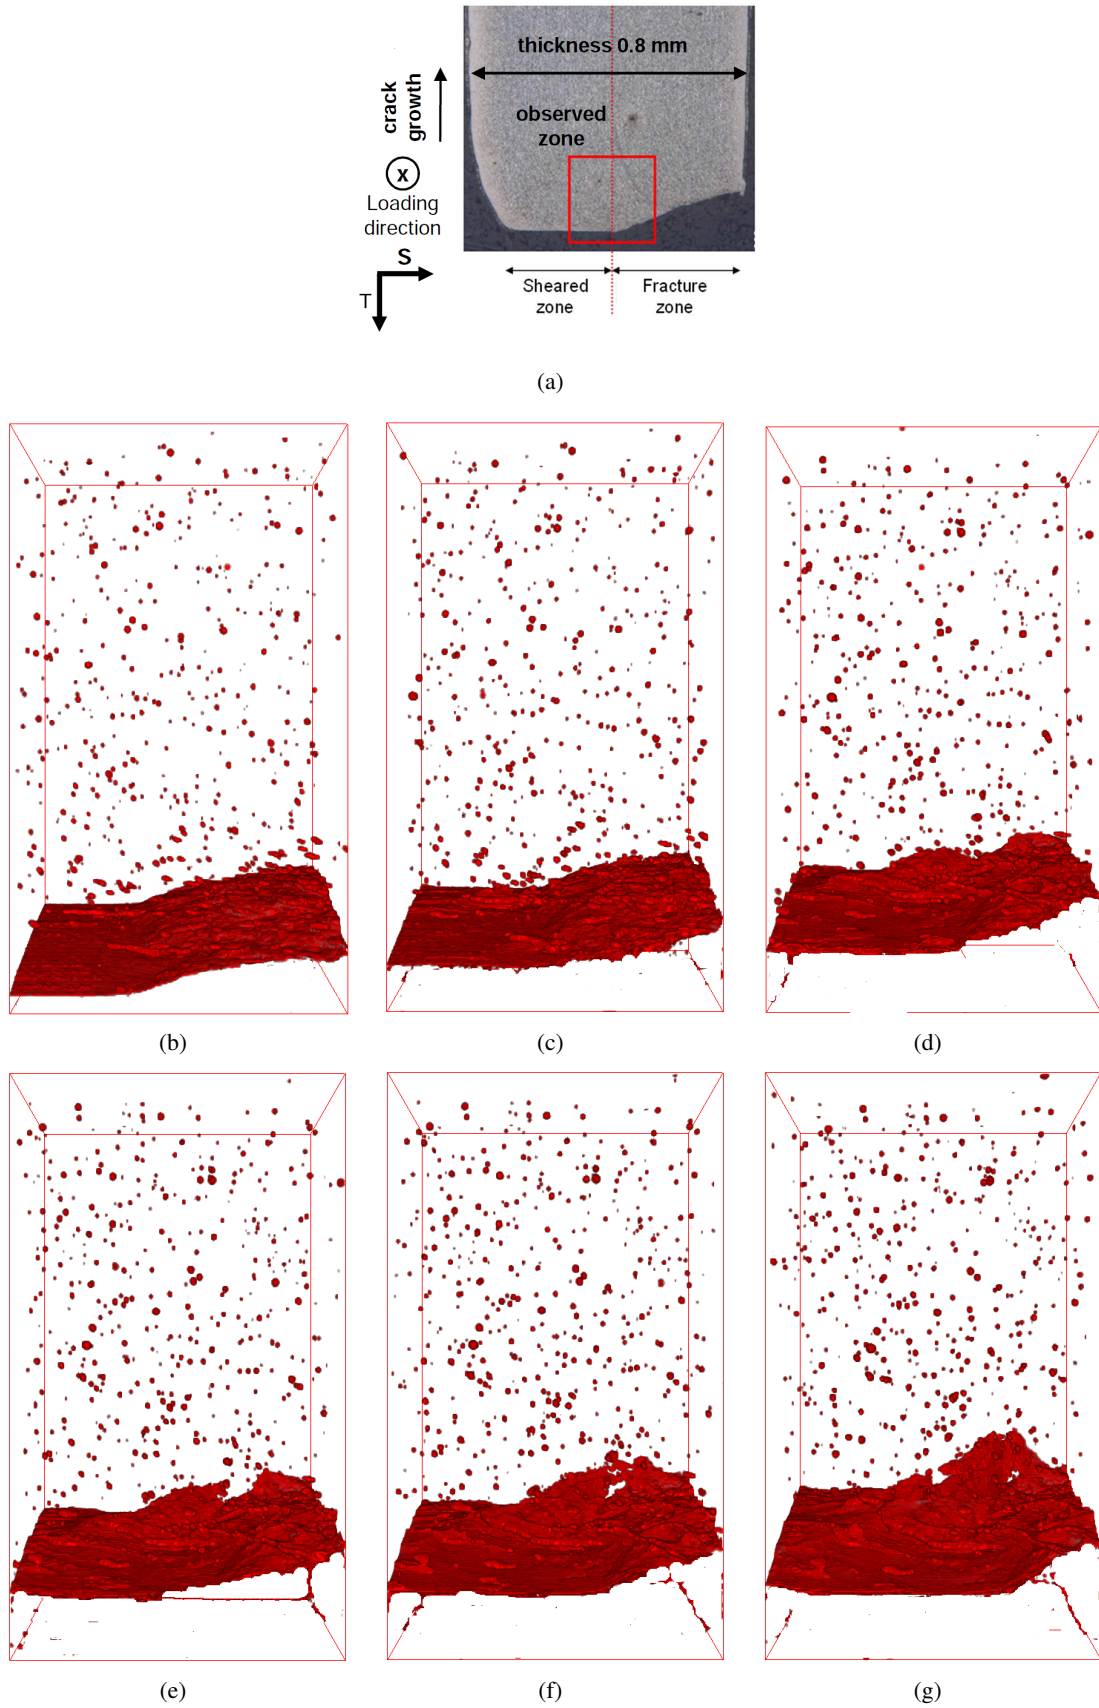 thickness 0.8 mm
crack
growth
observed
zone
x
Loading
direction
S
T
Sheared
zone
Fracture
zone
(a)
(b)
(c)
(d)
(e)
(f)
(g)